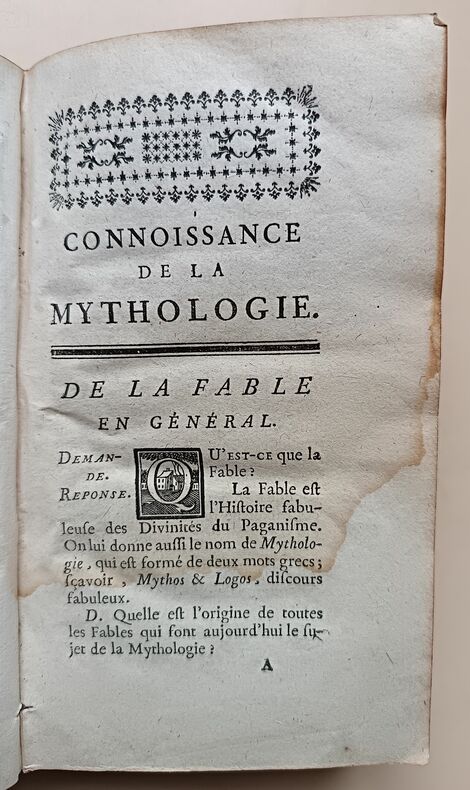 CONNOISSANCE
DE LA
MYTHOLOGIE.
DE LA FABLE
EN GÉNÉRAL.
DEMAN-
DE.
REPONSE.
QU'EST-CE que la
Fable ?
La Fable eſt
l'Hiſtoire fabu-
leuſe des Divinités du Paganiſme.
On lui donne auſſi le nom de Mytholo-
gie, qui eſt formé de deux mots grecs ;
ſçavoir, Mythos & Logos, diſcours
fabuleux.
D. Quelle eſt l'origine de toutes
les Fables qui font aujourd'hui le ſu-
jet de la Mythologie ?
A